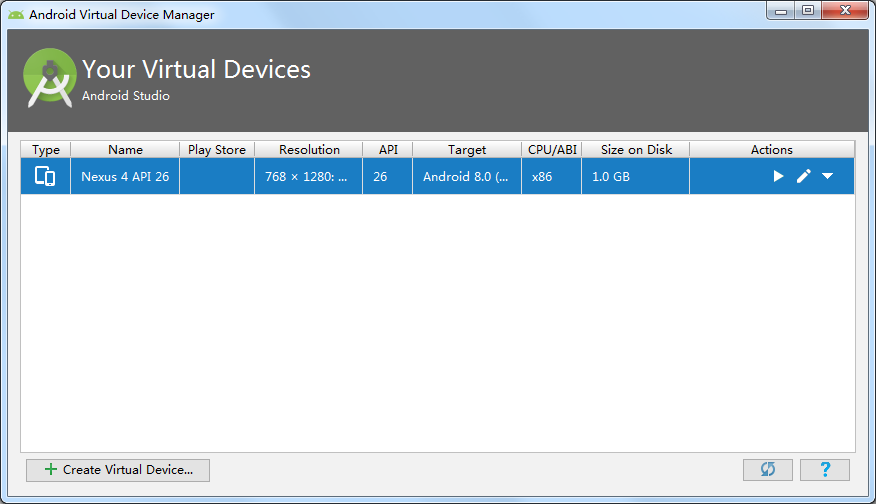 Android Virtual Device Manager
Your Virtual Devices
Android Studio
Type Name Play Store Resolution API Target CPU/ABI Size on Disk Actions
Nexus 4 API 26 768 × 1280: ... 26 Android 8.0 (... x86 1.0 GB
Create Virtual Device...
?